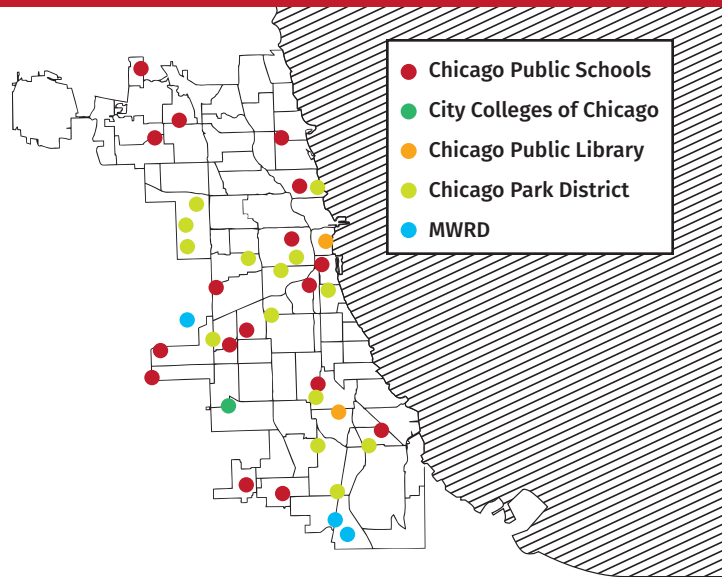 Chicago Public Schools
City Colleges of Chicago
Chicago Public Library
Chicago Park District
MWRD